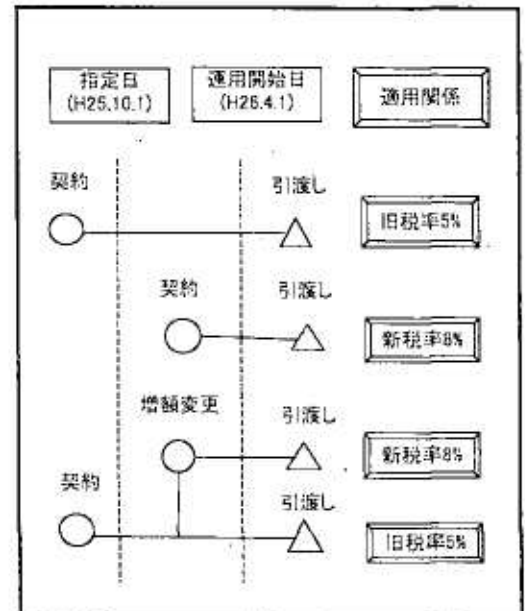 指定日
(H25.10.1)
運用開始日
(H26.4.1)
適用関係
契約
引渡し
旧税率5%
契約
引渡し
新税率8%
増額変更
引渡し
新税率8%
契約
引渡し
旧税率5%